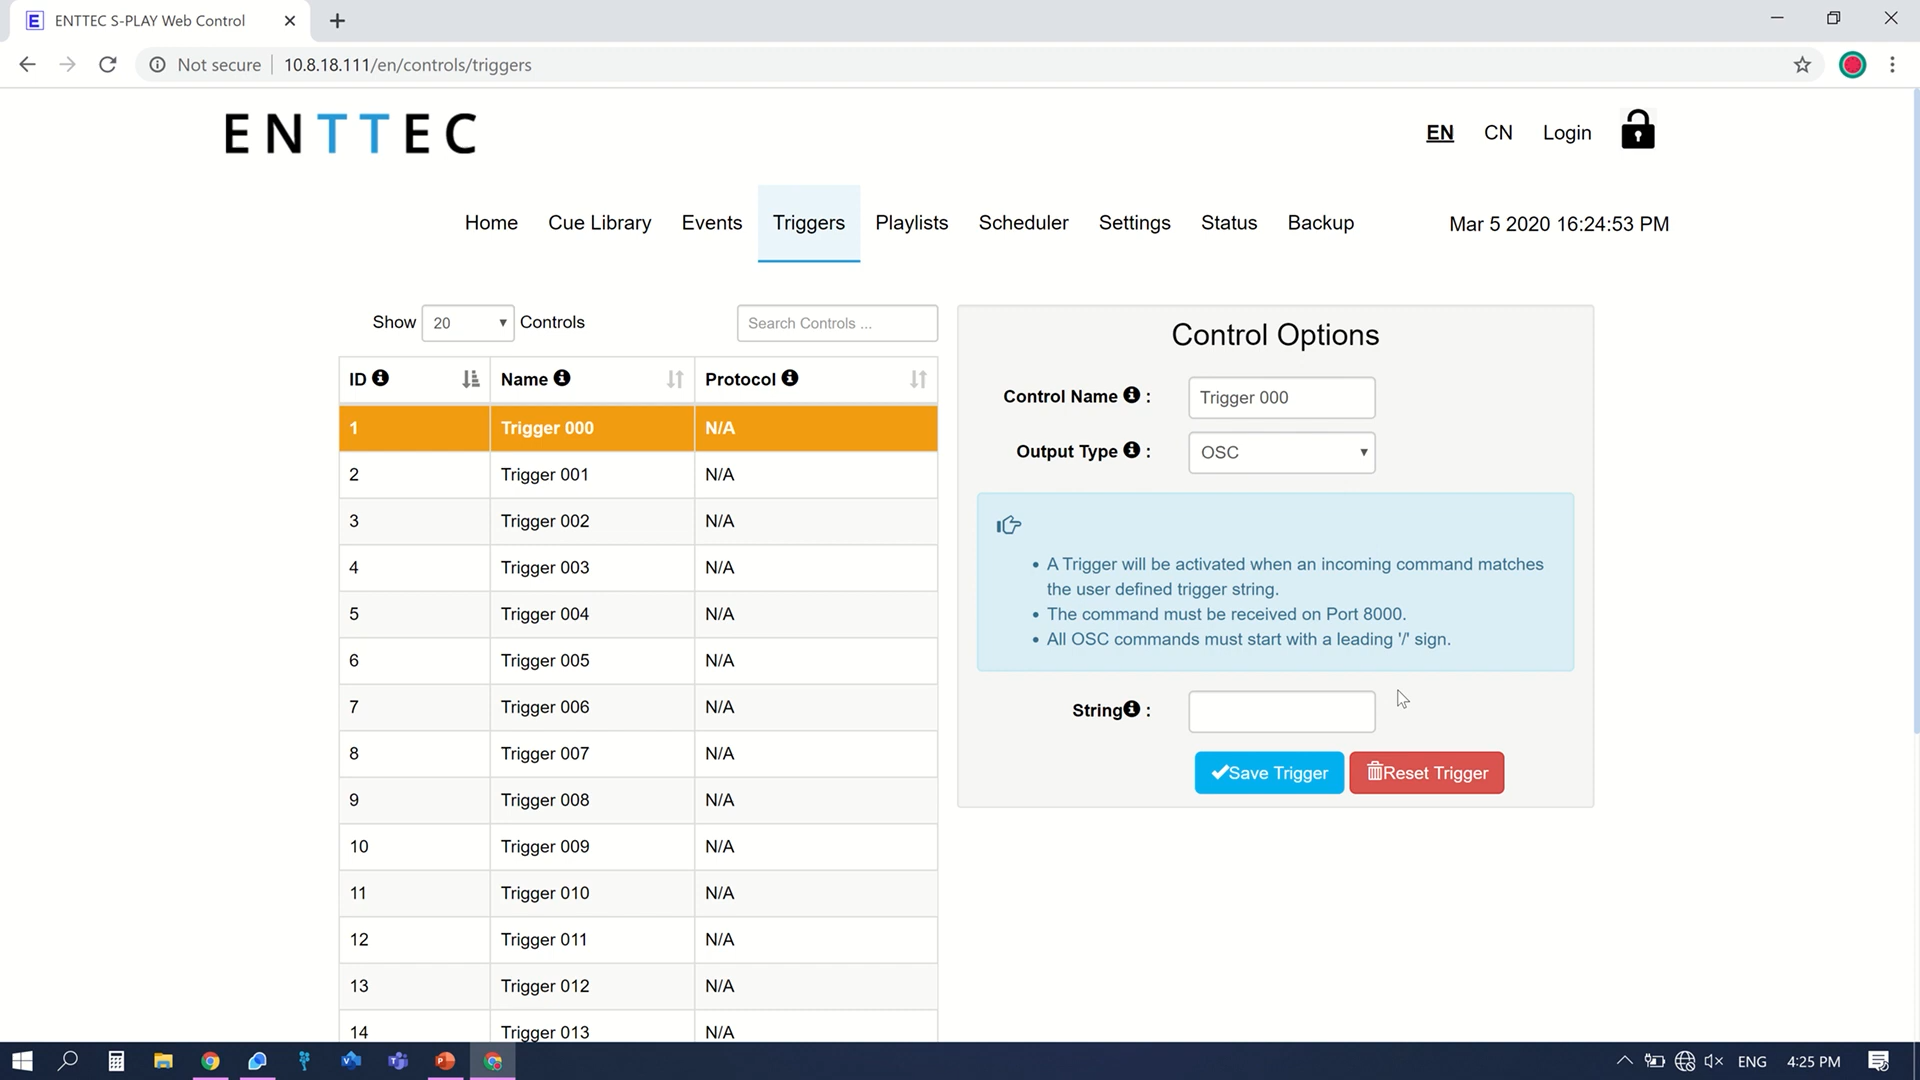 ENTTEC S-PLAY Web Control
Not secure
10.8.18.111/en/controls/triggers
ENTTEC
EN CN Login
Home Cue Library Events Triggers Playlists Scheduler Settings Status Backup Mar 5 2020 16:24:53 PM
Show 20 Controls
Search Controls ...
ID Name Protocol
1 Trigger 000 N/A
2 Trigger 001 N/A
3 Trigger 002 N/A
4 Trigger 003 N/A
5 Trigger 004 N/A
6 Trigger 005 N/A
7 Trigger 006 N/A
8 Trigger 007 N/A
9 Trigger 008 N/A
10 Trigger 009 N/A
11 Trigger 010 N/A
12 Trigger 011 N/A
13 Trigger 012 N/A
14 Trigger 013 N/A
Control Options
Control Name : Trigger 000
Output Type : OSC
• A Trigger will be activated when an incoming command matches
the user defined trigger string.
• The command must be received on Port 8000.
• All OSC commands must start with a leading '/' sign.
String :
Save Trigger Reset Trigger
ENG 4:25 PM